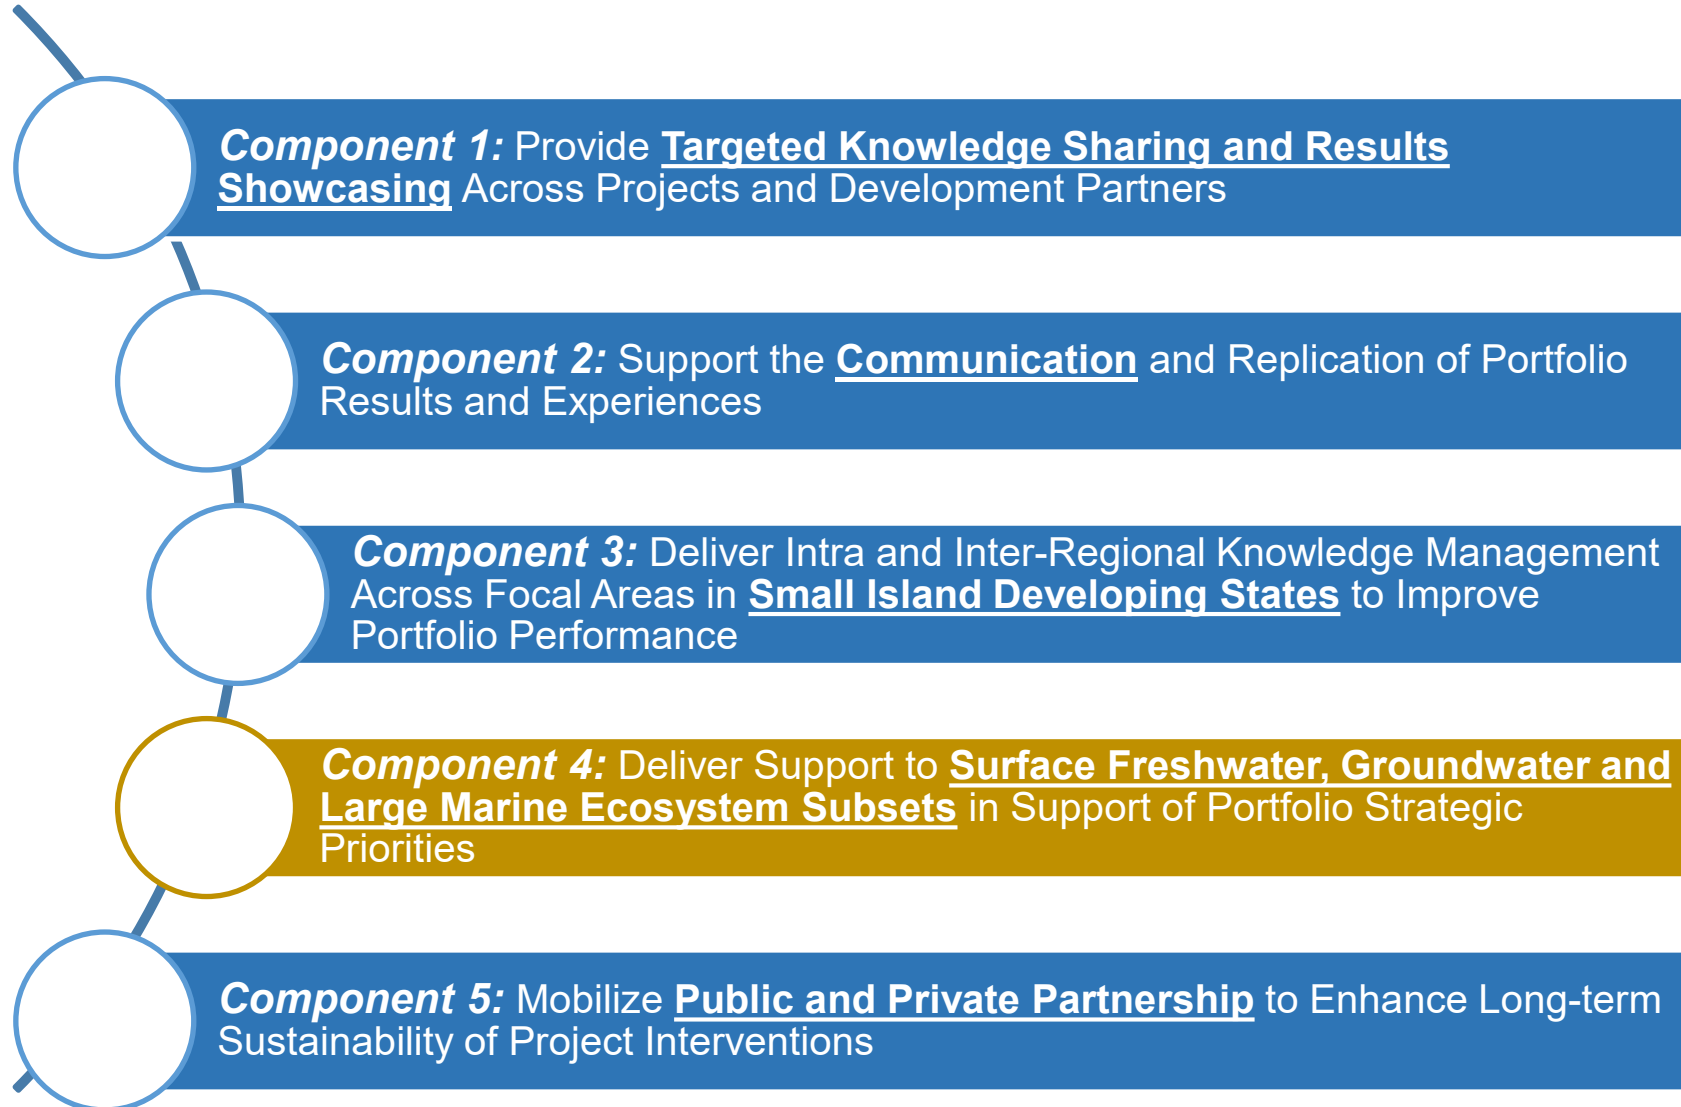 Component 1: Provide Targeted Knowledge Sharing and Results
Showcasing Across Projects and Development Partners
Component 2: Support the Communication and Replication of Portfolio
Results and Experiences
Component 3: Deliver Intra and Inter-Regional Knowledge Management
Across Focal Areas in Small Island Developing States to Improve
Portfolio Performance
Component 4: Deliver Support to Surface Freshwater, Groundwater and
Large Marine Ecosystem Subsets in Support of Portfolio Strategic
Priorities
Component 5: Mobilize Public and Private Partnership to Enhance Long-term
Sustainability of Project Interventions